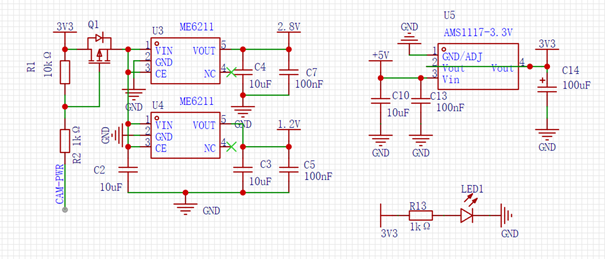 3V3
Q1
R1
10kΩ
R2
1kΩ
CAM-PWR
U3
ME6211
1
VIN
VOUT
5
2
GND
3
CE
NC
4
2.8V
C4
10uF
C7
100nF
GND
GND
U4
ME6211
1
VIN
VOUT
5
2
GND
3
CE
NC
4
GND
1.2V
C2
10uF
C3
10uF
C5
100nF
GND
U5
AMS1117-3.3V
GND
1
GND/ADJ
2
Vout
Vout
4
3
Vin
+5V
C10
10uF
C13
100nF
GND
GND
3V3
C14
100uF
GND
3V3
R13
1kΩ
LED1
GND